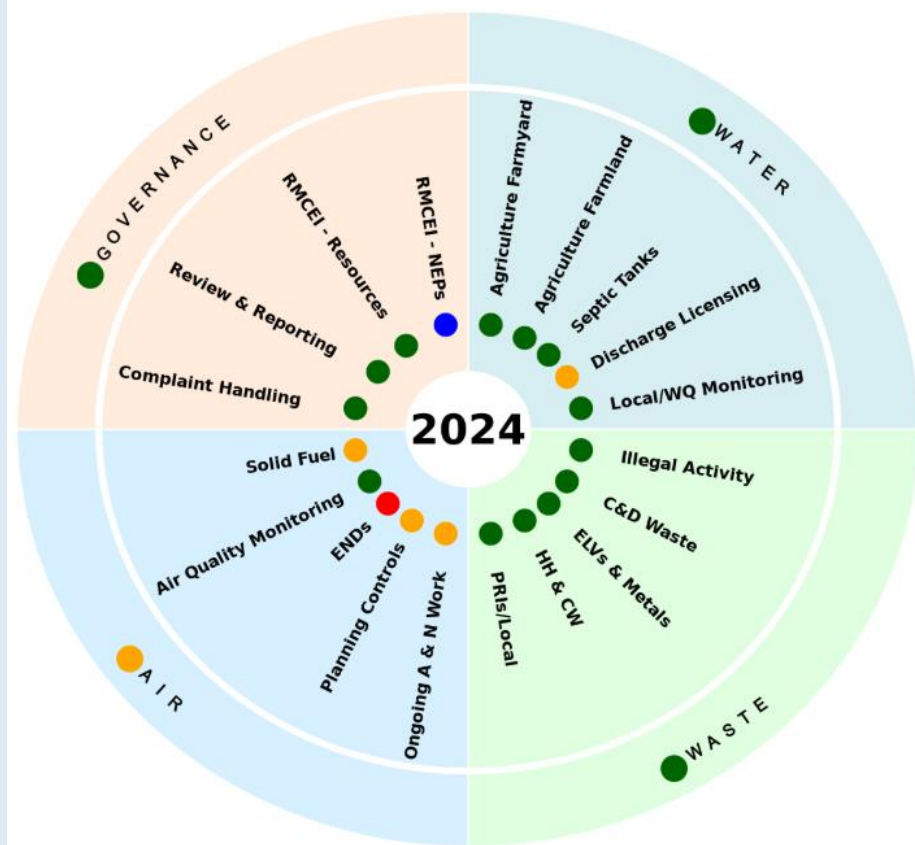 GOVERNANCE
RMCEI - NEPs
RMCEI - Resources
Review & Reporting
Complaint Handling
WATER
Agriculture Farmyard
Agriculture Farmland
Septic Tanks
Discharge Licensing
Local/WQ Monitoring
2024
Solid Fuel
Air Quality Monitoring
ENDs
Planning Controls
Ongoing A & N Work
AIR
Illegal Activity
C&D Waste
ELVs & Metals
HH & CW
PRIs/Local
WASTE